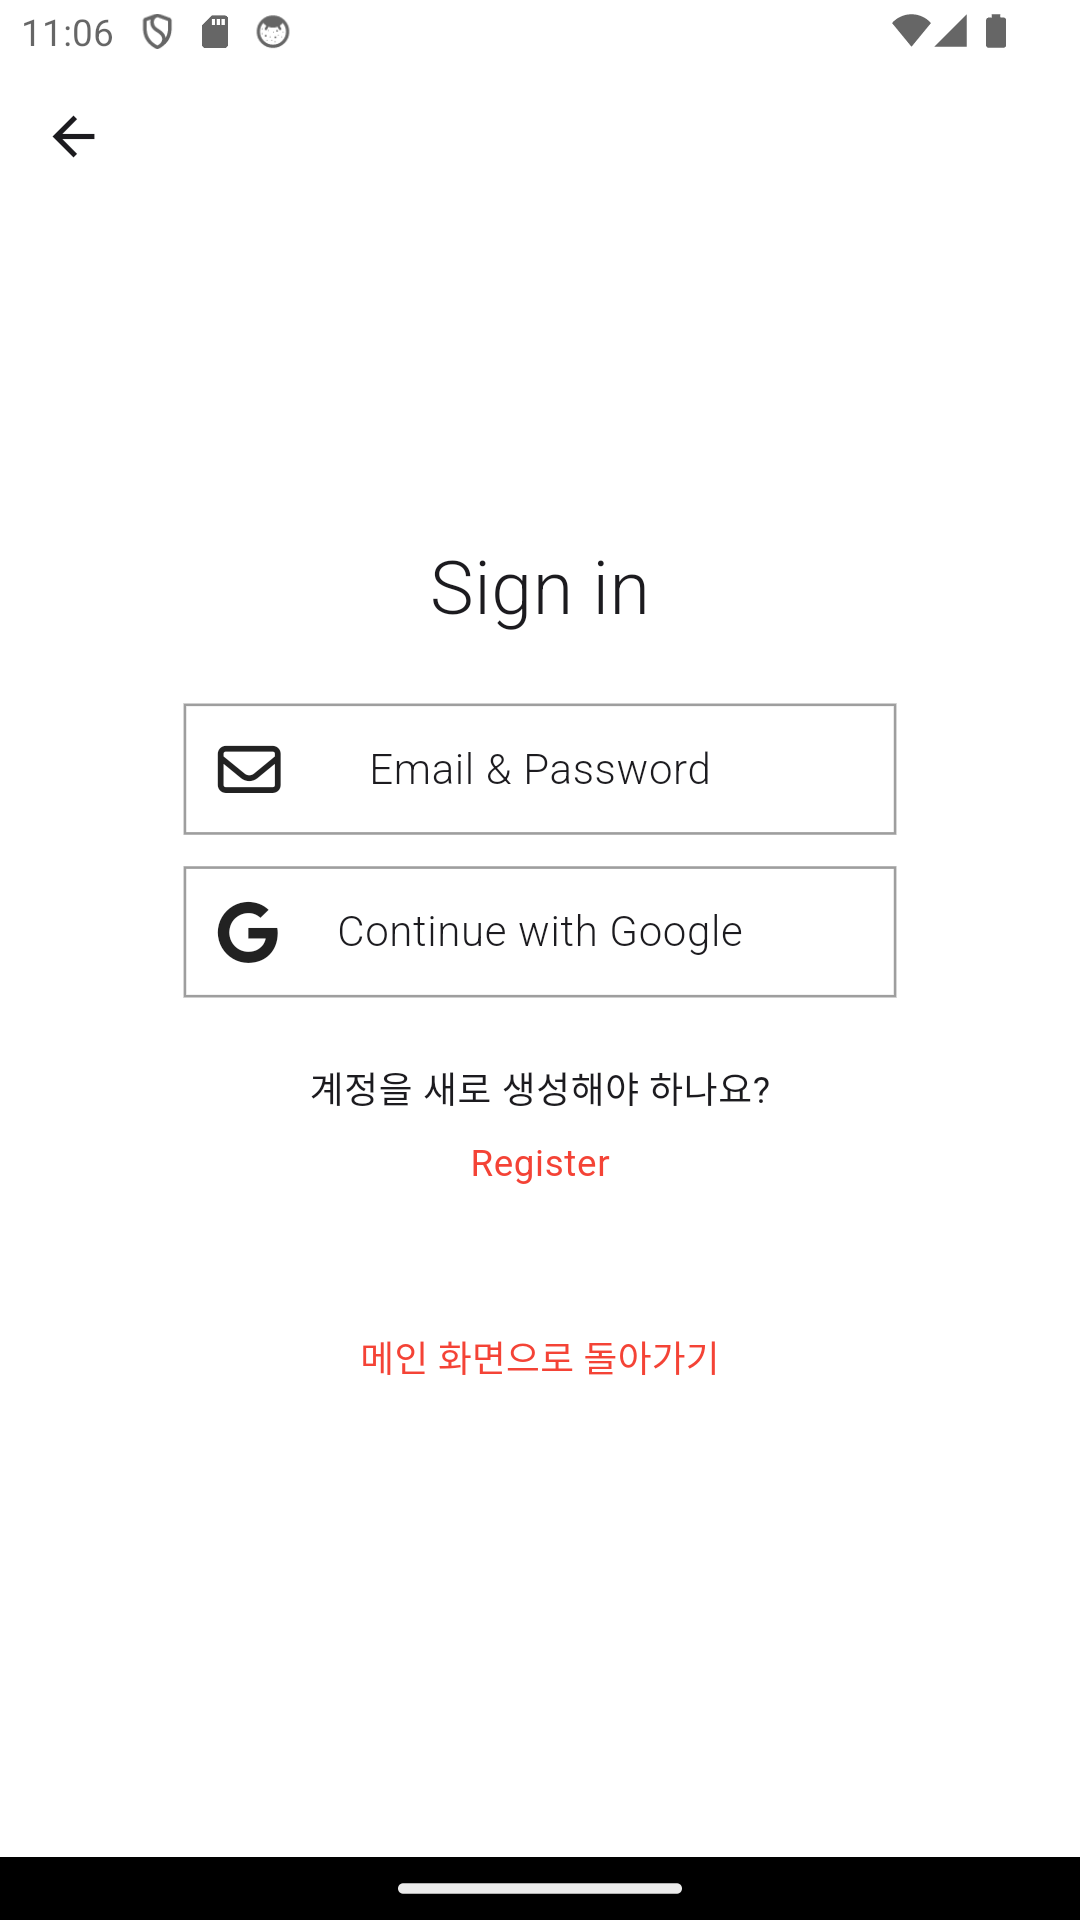 11:06
Sign in
Email & Password
Continue with Google
계정을 새로 생성해야 하나요?
Register
메인 화면으로 돌아가기